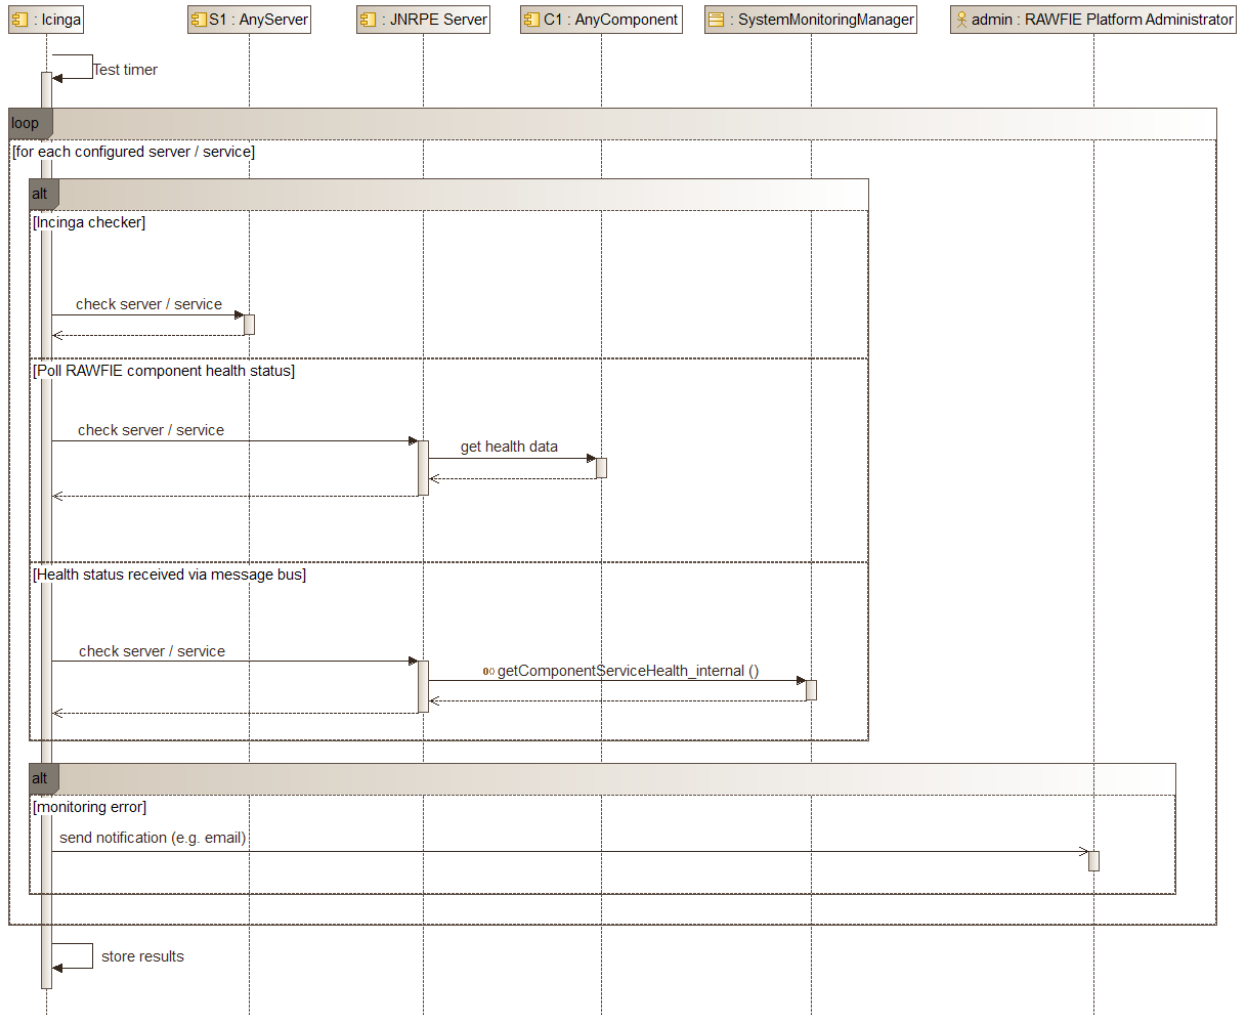 : Icinga
S1 : AnyServer
: JNRPE Server
C1 : AnyComponent
: SystemMonitoringManager
admin : RAWFIE Platform Administrator
Test timer
loop
[for each configured server / service]
alt
[Incinga checker]
check server / service
[Poll RAWFIE component health status]
check server / service
get health data
[Health status received via message bus]
check server / service
getComponentServiceHealth_internal ()
alt
[monitoring error]
send notification (e.g. email)
store results